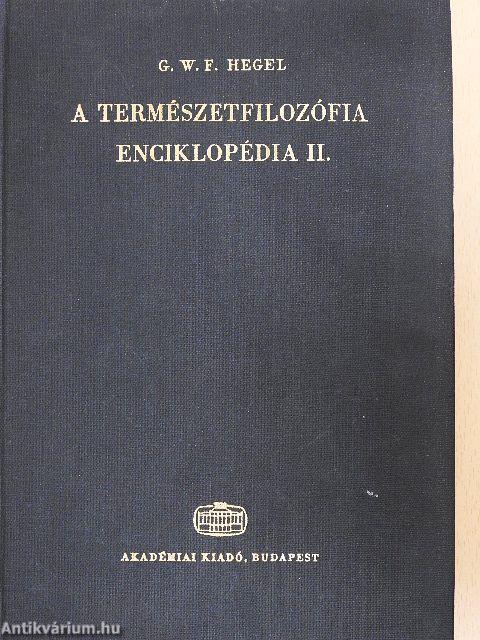 G. W. F. HEGEL
A TERMÉSZETFILOZÓFIA
ENCIKLOPÉDIA II.
AKADÉMIAI KIADÓ, BUDAPEST
Antikvárium.hu